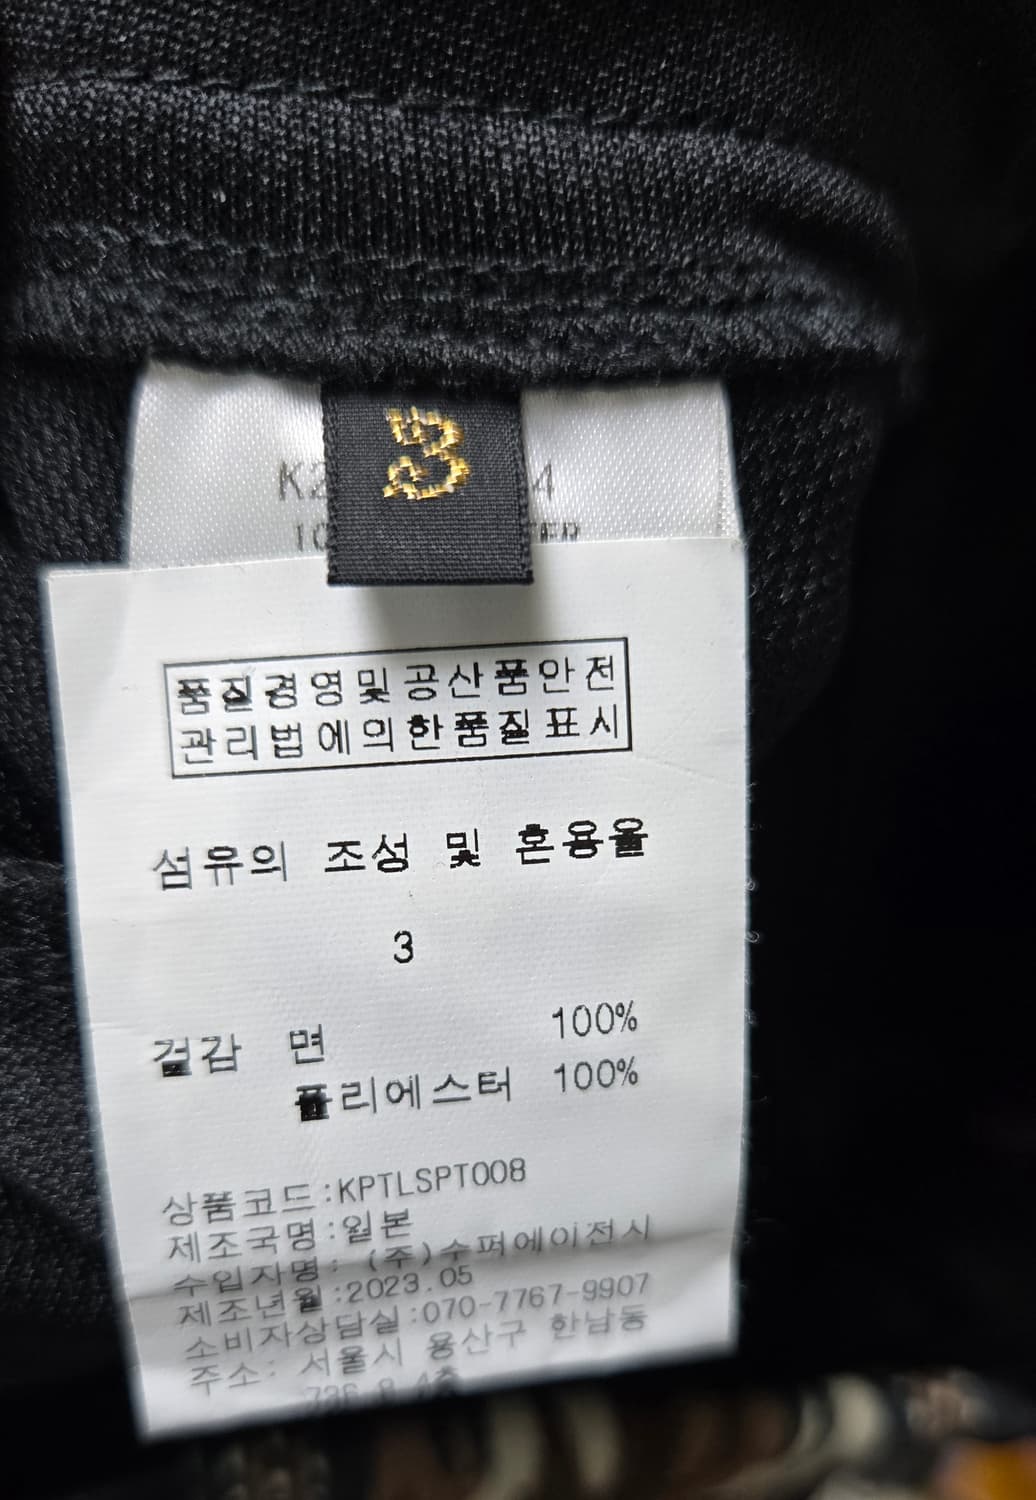 3
품질경영및공산품안전
관리법에의한품질표시
섬유의 조성 및 혼용율
3
겉감 면 100%
폴리에스터 100%
상품코드:KPTLSPT008
제조국명:일본
수입자명: (주)수퍼에이전시
제조년월:2023.05
소비자상담실:070-7767-9907
주소: 서울시 용산구 한남동